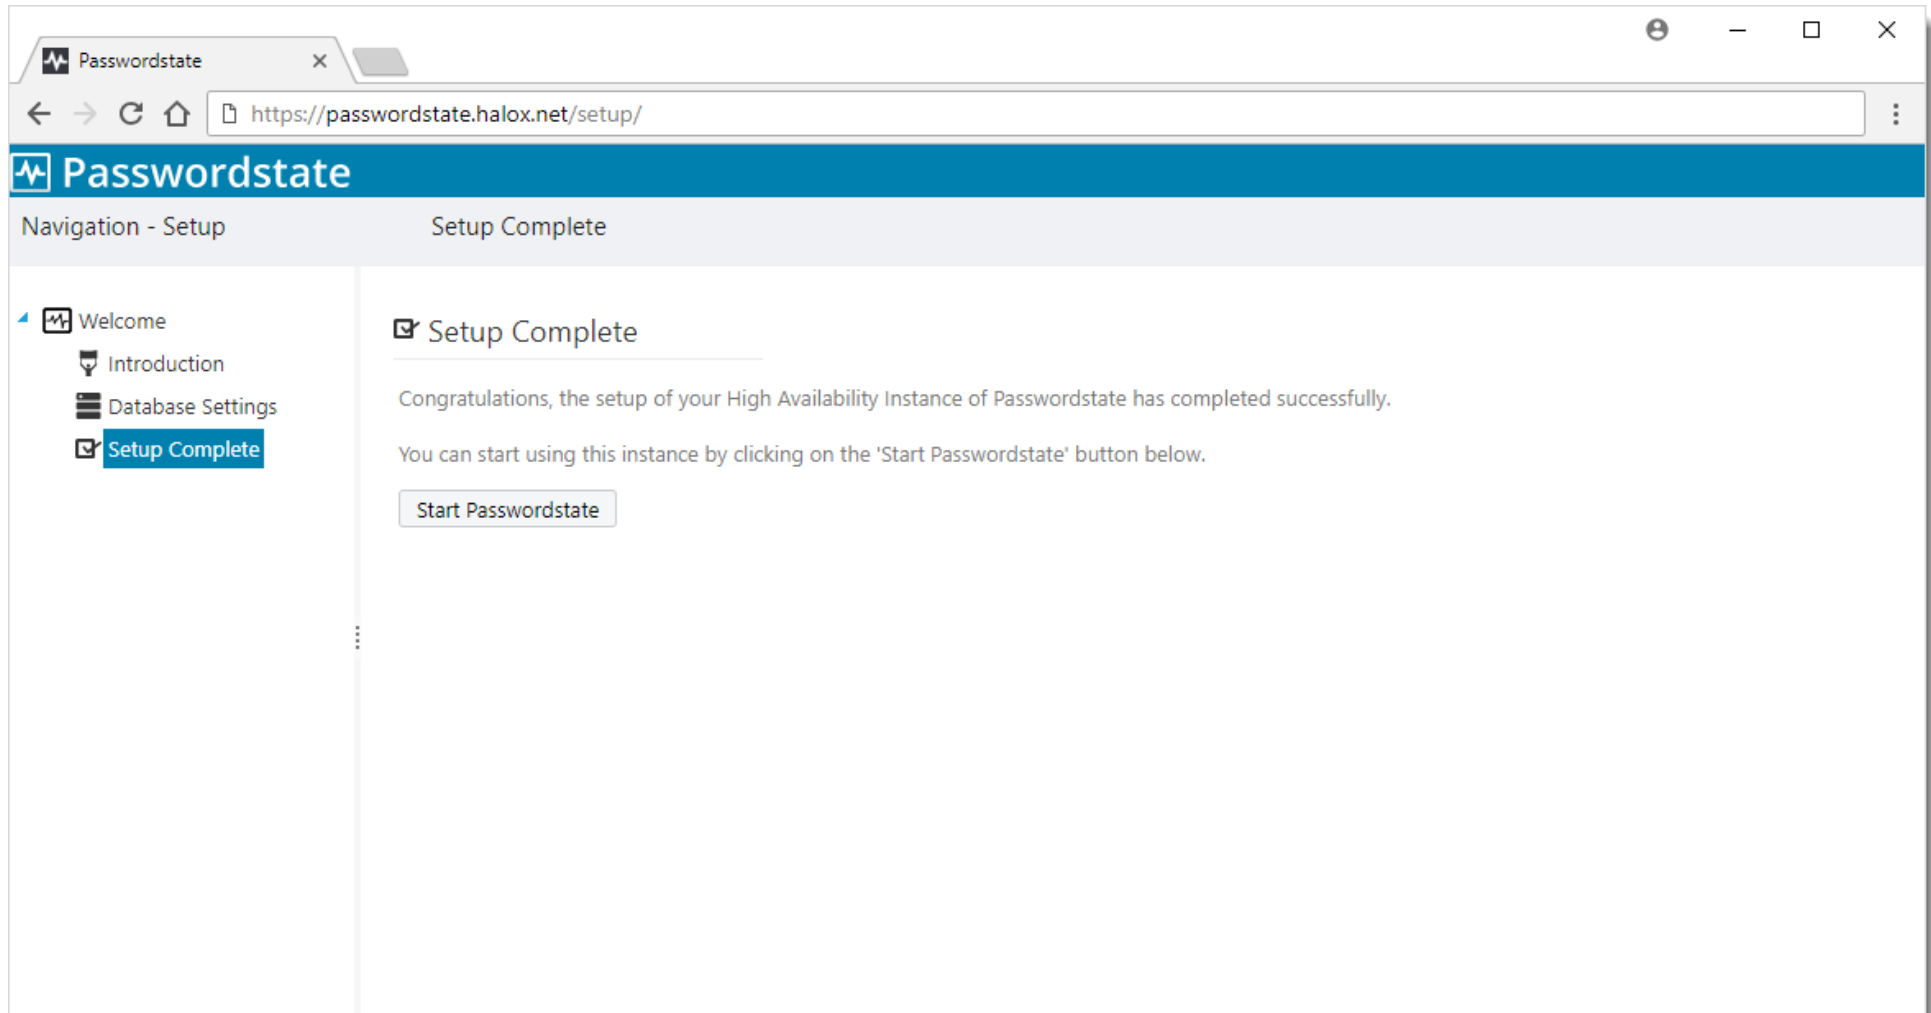 Passwordstate
https://passwordstate.halox.net/setup/
Passwordstate
Navigation - Setup
Setup Complete
Welcome
Introduction
Database Settings
Setup Complete
Setup Complete
Congratulations, the setup of your High Availability Instance of Passwordstate has completed successfully.
You can start using this instance by clicking on the 'Start Passwordstate' button below.
Start Passwordstate